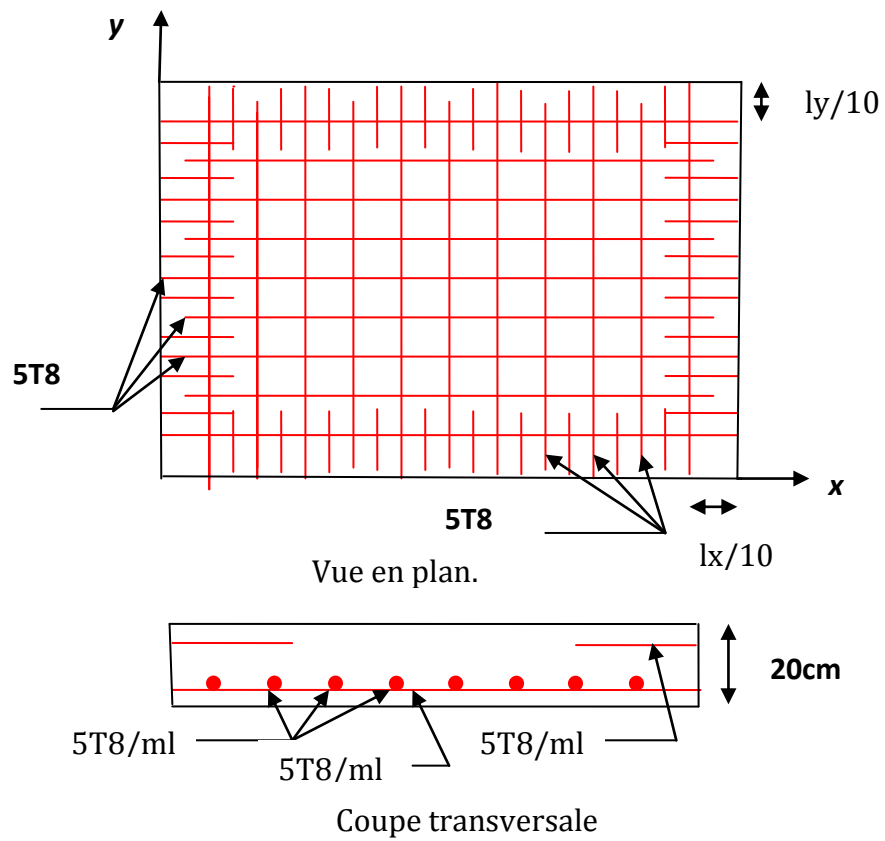 y
ly/10
5T8
x
5T8
lx/10
Vue en plan.
20cm
5T8/ml
5T8/ml
5T8/ml
Coupe transversale